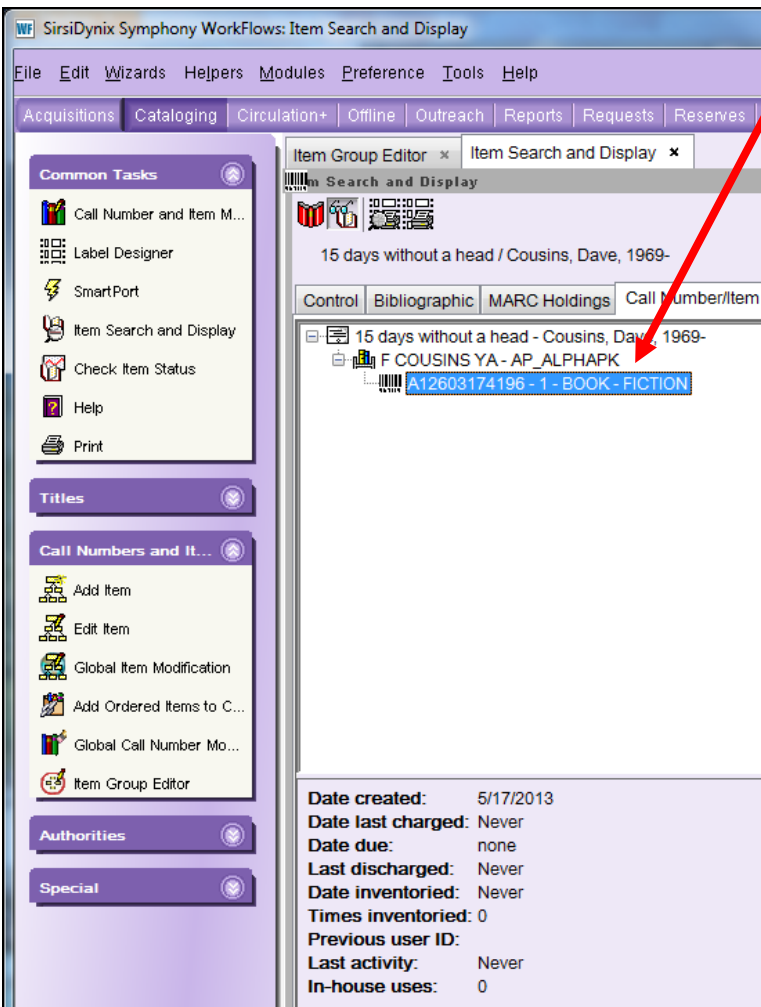 WF SirsiDynix Symphony WorkFlows: Item Search and Display
File Edit Wizards Helpers Modules Preference Tools Help
Acquisitions Cataloging Circulation+ Offline Outreach Reports Requests Reserves
Common Tasks
Call Number and Item M...
Label Designer
SmartPort
Item Search and Display
Check Item Status
Help
Print
Titles
Call Numbers and It...
Add Item
Edit Item
Global Item Modification
Add Ordered Items to C...
Global Call Number Mo...
Item Group Editor
Authorities
Special
Item Group Editor × Item Search and Display ×
m Search and Display
15 days without a head / Cousins, Dave, 1969-
Control Bibliographic MARC Holdings Call Number/Item
15 days without a head - Cousins, Dave, 1969-
F COUSINS YA - AP_ALPHAPK
A12603174196 - 1 - BOOK - FICTION
Date created: 5/17/2013
Date last charged: Never
Date due: none
Last discharged: Never
Date inventoried: Never
Times inventoried: 0
Previous user ID:
Last activity: Never
In-house uses: 0